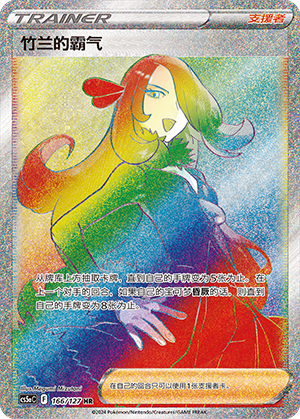 TRAINER
支援者
竹兰的霸气
从牌库上方抽取卡牌，直到自己的手牌变为5张为止。在
上一个对手的回合，如果自己的宝可梦昏厥的话，则直到
自己的手牌变为8张为止。
Illus. Megumi Mizutani
cs5aC F 166/127 HR
在自己的回合只可以使用1张支援者卡。
©2024 Pokémon/Nintendo/Creatures/GAME FREAK.